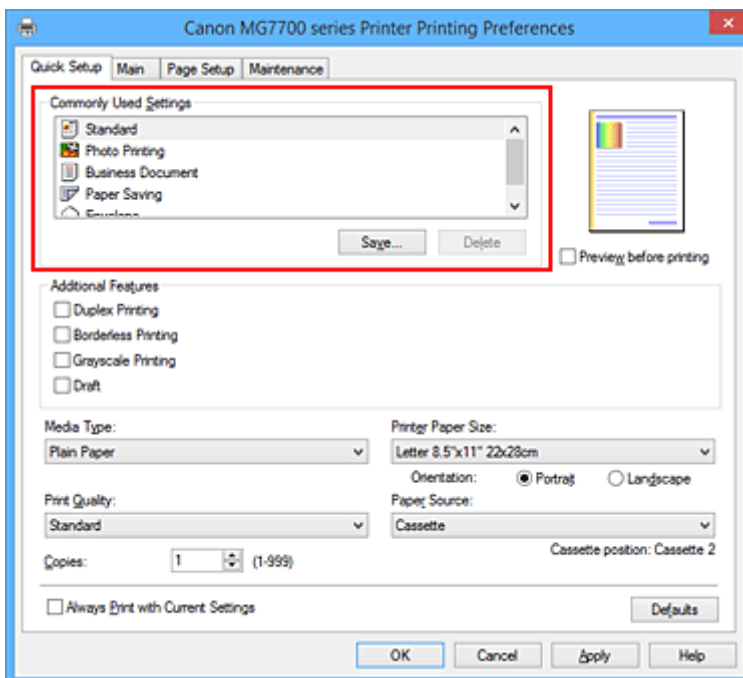 Canon MG7700 series Printer Printing Preferences
Quick Setup Main Page Setup Maintenance
Commonly Used Settings
Standard
Photo Printing
Business Document
Paper Saving
Envelope
Save... Delete
Preview before printing
Additional Features
Duplex Printing
Borderless Printing
Grayscale Printing
Draft
Media Type: Printer Paper Size:
Plain Paper Letter 8.5"x11" 22x28cm
Orientation: Portrait Landscape
Print Quality: Paper Source:
Standard Cassette
Copies: 1 (1-999) Cassette position: Cassette 2
Always Print with Current Settings Defaults
OK Cancel Apply Help